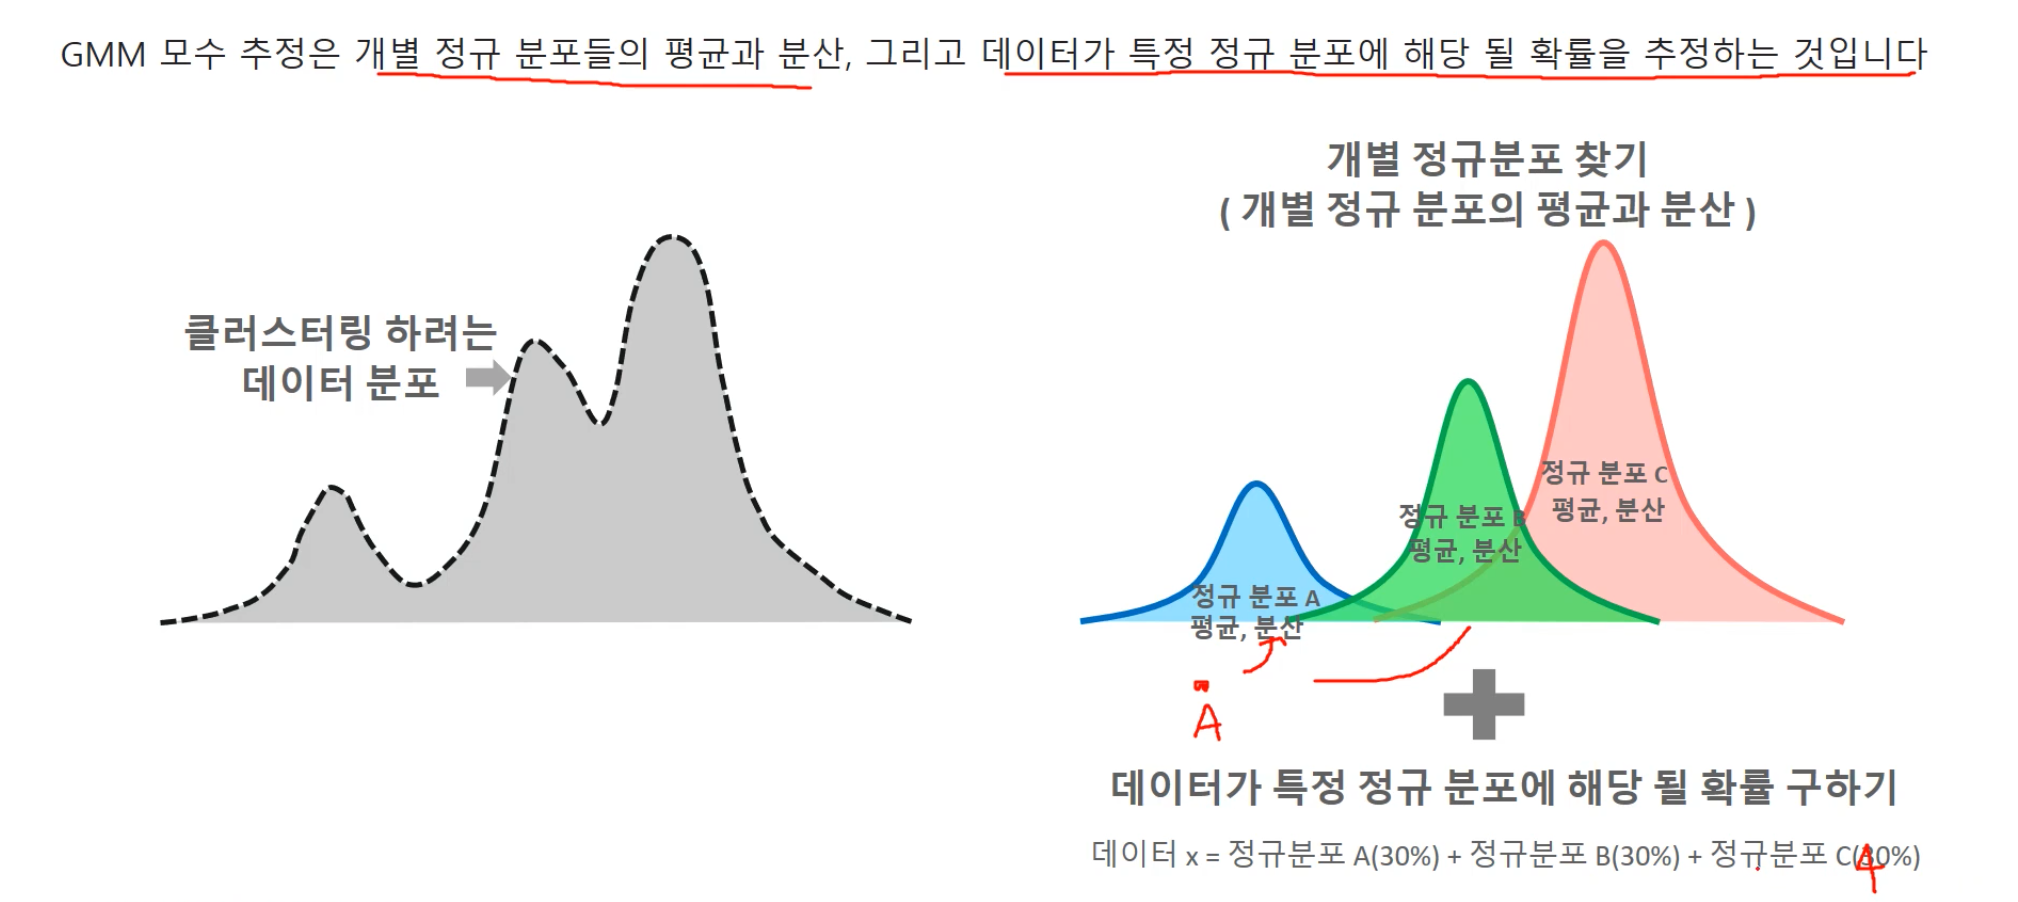 GMM 모수 추정은 개별 정규 분포들의 평균과 분산, 그리고 데이터가 특정 정규 분포에 해당 될 확률을 추정하는 것입니다
개별 정규분포 찾기
( 개별 정규 분포의 평균과 분산 )
클러스터링 하려는
데이터 분포
정규 분포 C
평균, 분산
정규 분포 B
평균, 분산
정규 분포 A
평균, 분산
A
데이터가 특정 정규 분포에 해당 될 확률 구하기
데이터 x = 정규분포 A(30%) + 정규분포 B(30%) + 정규분포 C(30%)
4